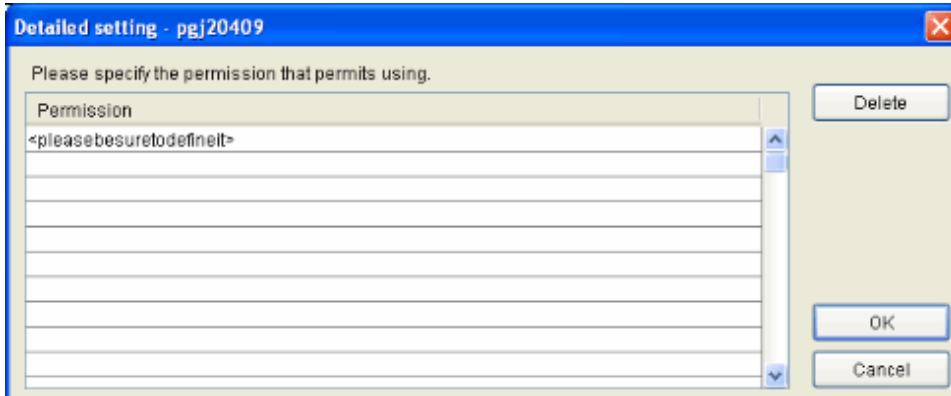 Detailed setting - pgj20409
Please specify the permission that permits using.
Permission
Delete
<pleasebesuretodefineit>
OK
Cancel